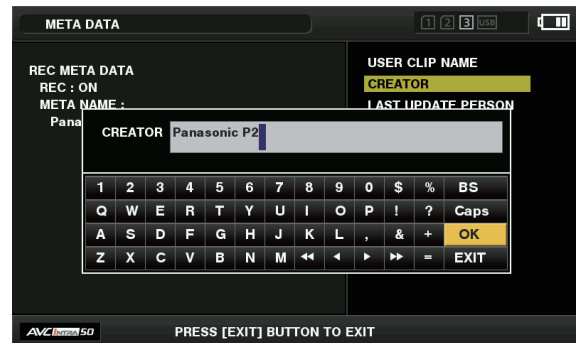 META DATA
1 2 3 USB
REC META DATA
REC : ON
META NAME :
Pana
USER CLIP NAME
CREATOR
LAST UPDATE PERSON
CREATOR Panasonic P2
1 2 3 4 5 6 7 8 9 0 $ % BS
Q W E R T Y U I O P ! ? Caps
A S D F G H J K L , & + OK
Z X C V B N M ◀◀ ◀ ▶ ▶▶ = EXIT
AVC INTRA 50
PRESS [EXIT] BUTTON TO EXIT